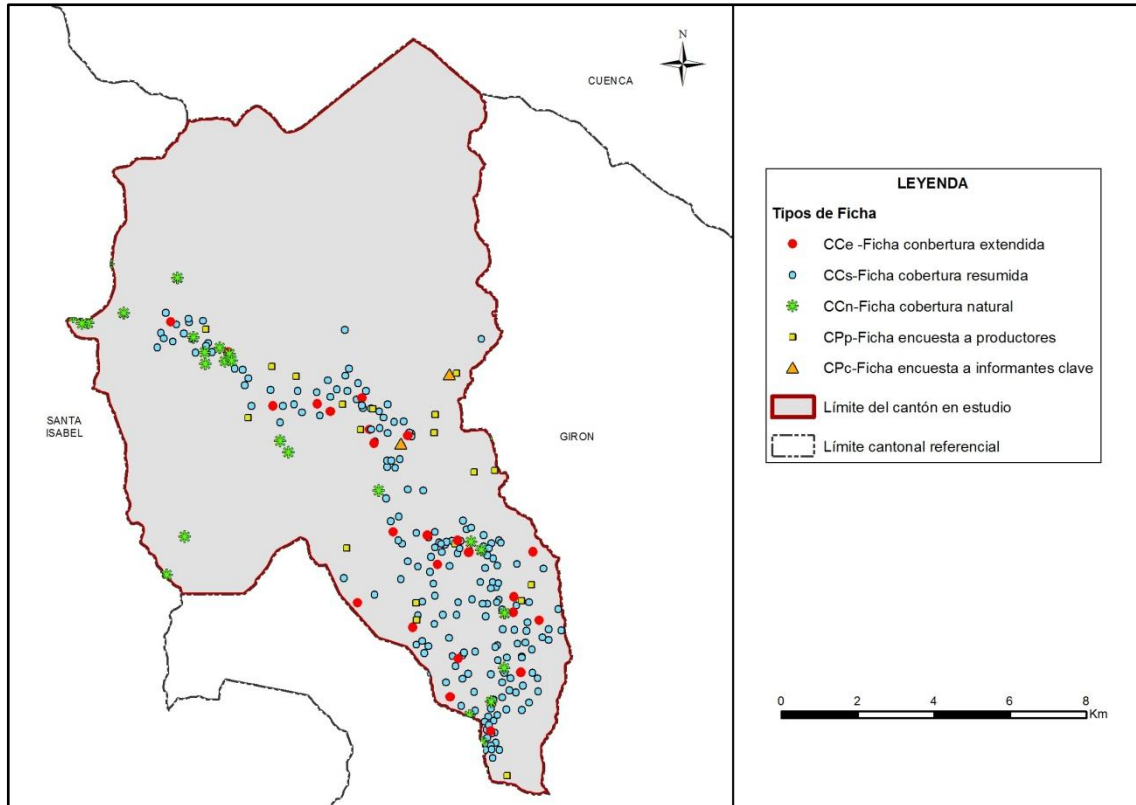 N
CUENCA
SANTA
ISABEL
GIRON
LEYENDA
Tipos de Ficha
CCe -Ficha conbertura extendida
CCs-Ficha cobertura resumida
CCn-Ficha cobertura natural
CPp-Ficha encuesta a productores
CPc-Ficha encuesta a informantes clave
Límite del cantón en estudio
Límite cantonal referencial
0 2 4 6 8
Km